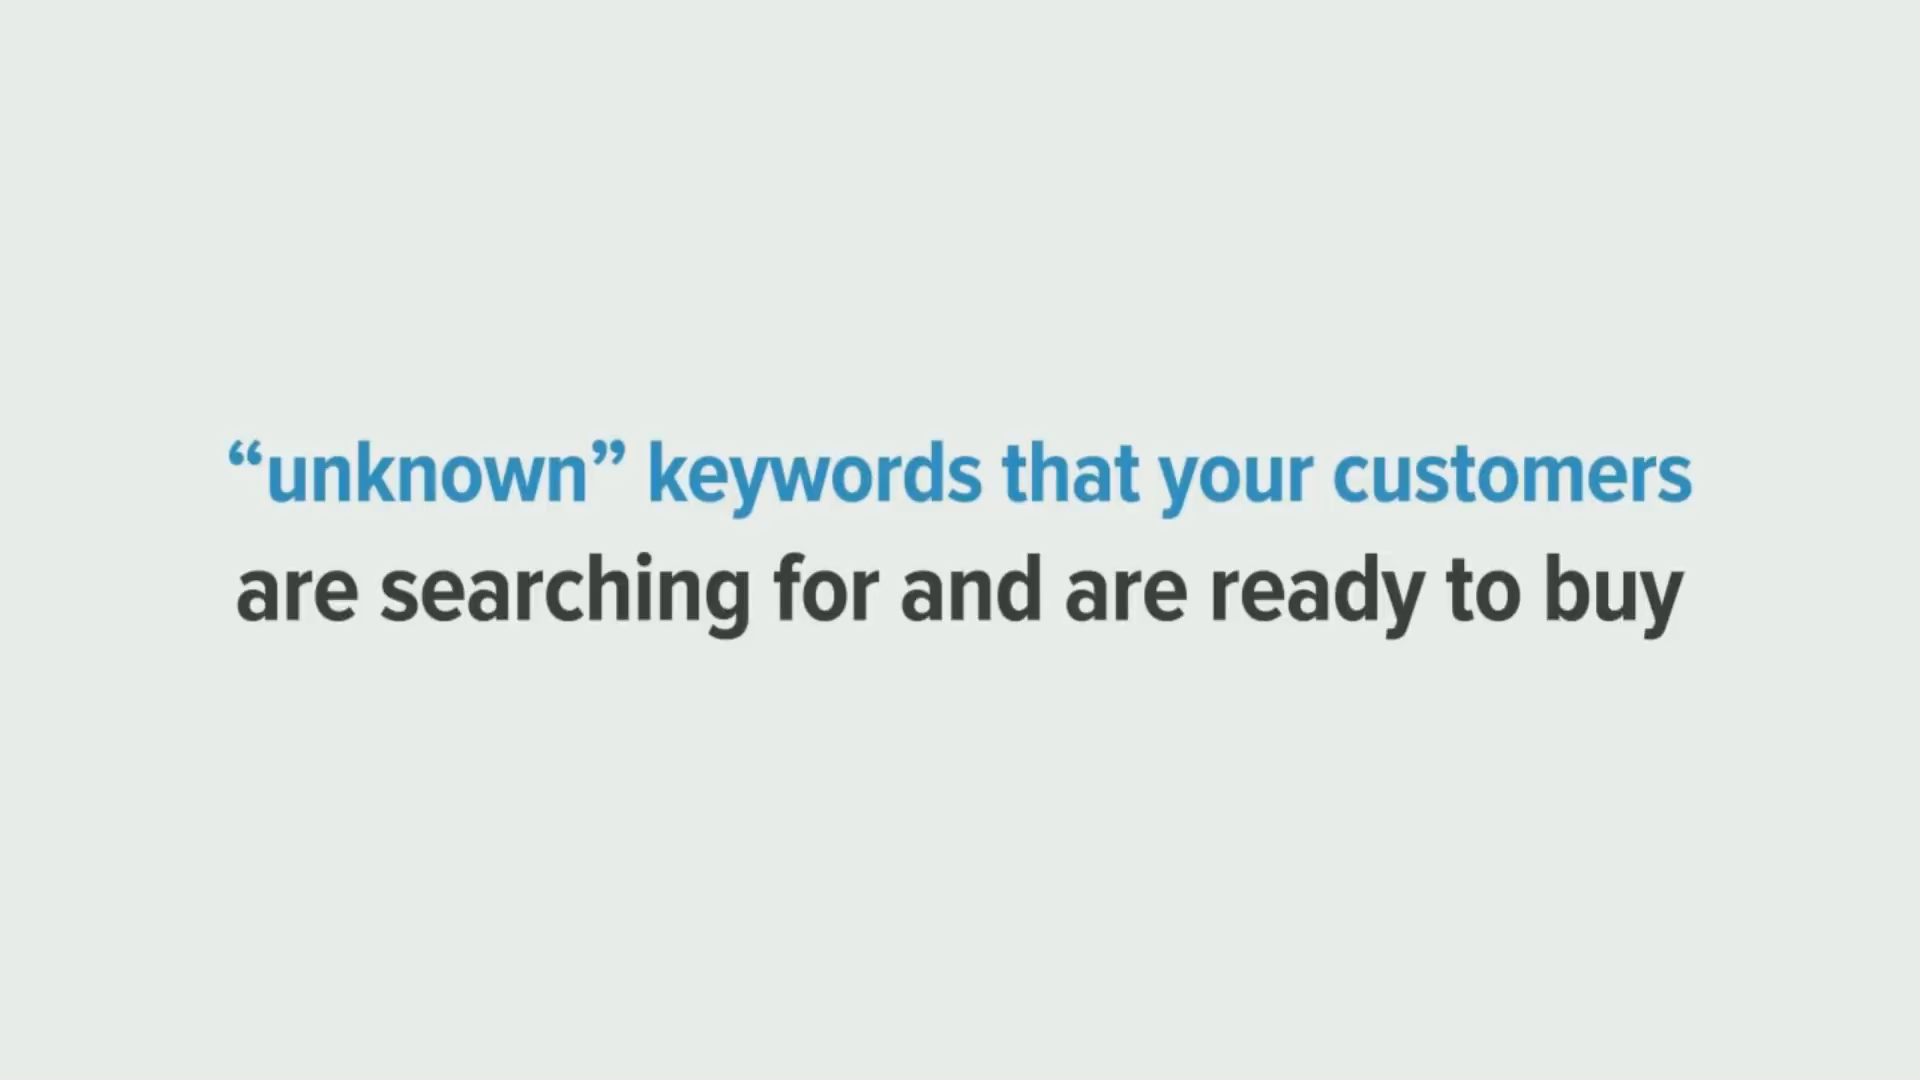 “unknown” keywords that your customers
are searching for and are ready to buy